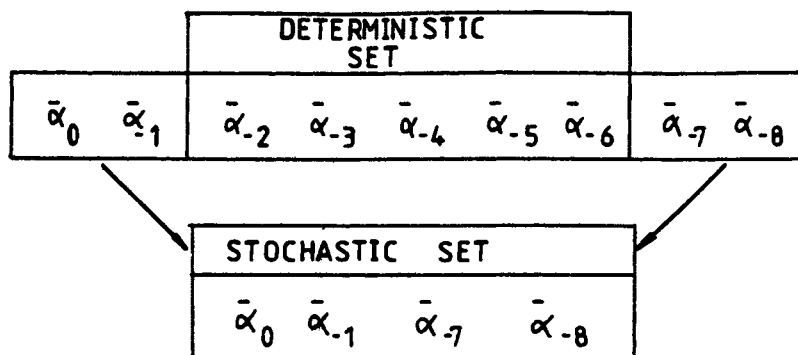 DETERMINISTIC
SET
ᾱ₀ ᾱ₋₁ ᾱ₋₂ ᾱ₋₃ ᾱ₋₄ ᾱ₋₅ ᾱ₋₆ ᾱ₋₇ ᾱ₋₈
STOCHASTIC SET
ᾱ₀ ᾱ₋₁ ᾱ₋₇ ᾱ₋₈